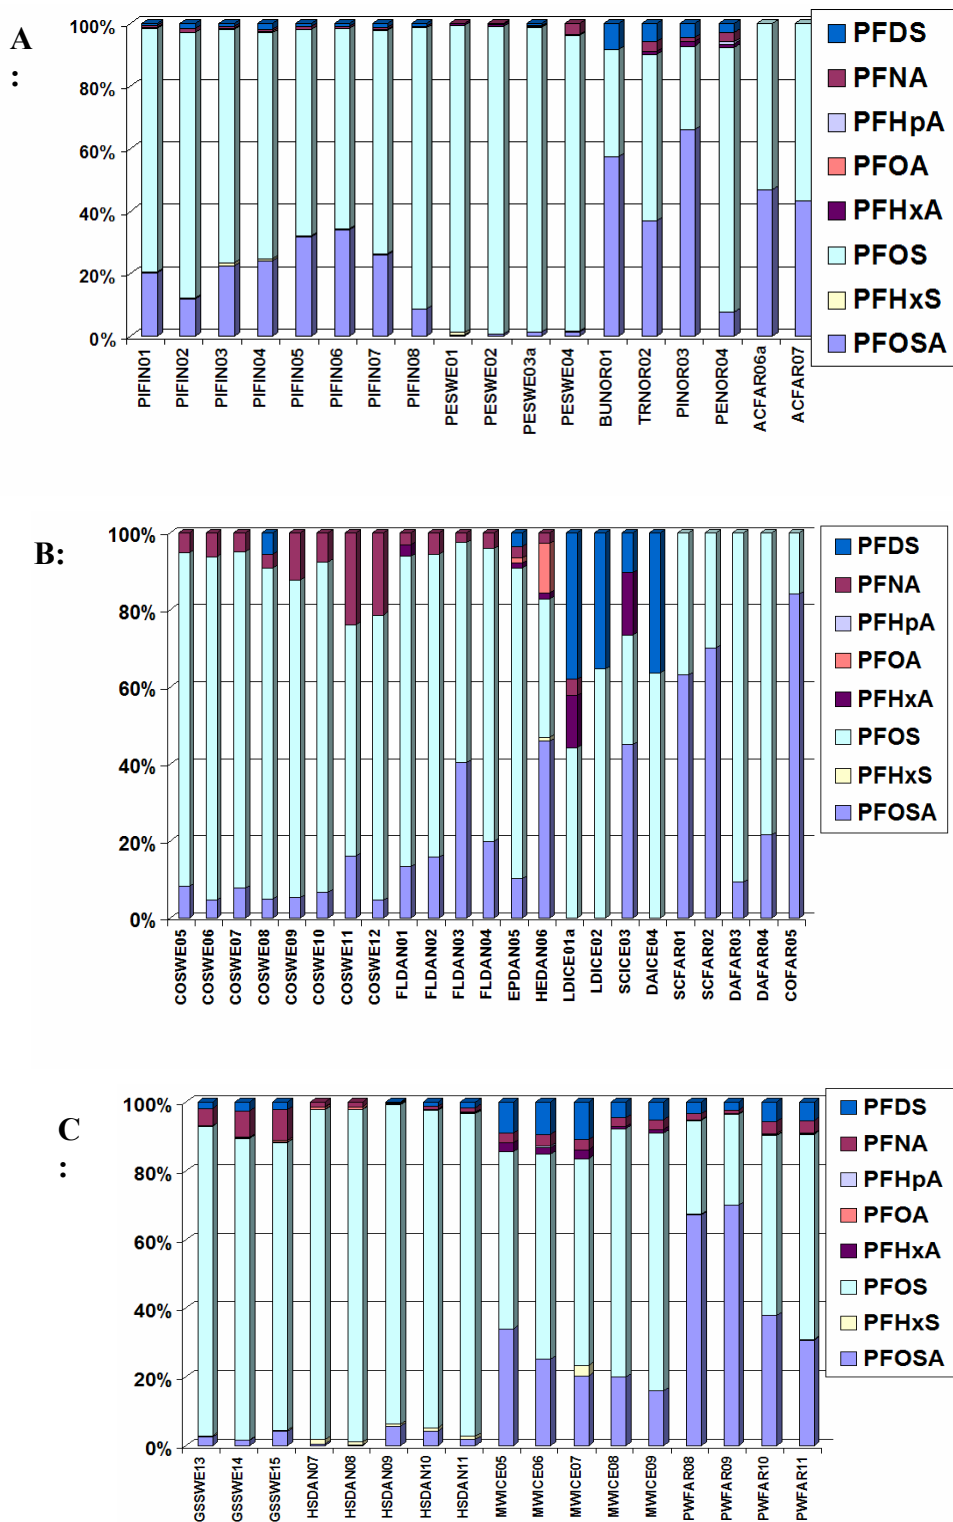 A
:
100%
80%
60%
40%
20%
0%
PIFIN01
PIFIN02
PIFIN03
PIFIN04
PIFIN05
PIFIN06
PIFIN07
PIFIN08
PESWE01
PESWE02
PESWE03a
PESWE04
BUNOR01
TRNOR02
PINOR03
PENOR04
ACFAR06a
ACFAR07
PFDS
PFNA
PFHpA
PFOA
PFHxA
PFOS
PFHxS
PFOSA
B:
100%
80%
60%
40%
20%
0%
COSWE05
COSWE06
COSWE07
COSWE08
COSWE09
COSWE10
COSWE11
COSWE12
FLDAN01
FLDAN02
FLDAN03
FLDAN04
EPDAN05
HEDAN06
LDICE01a
LDICE02
SCICE03
DAICE04
SCFAR01
SCFAR02
DAFAR03
DAFAR04
COFAR05
PFDS
PFNA
PFHpA
PFOA
PFHxA
PFOS
PFHxS
PFOSA
C
:
100%
80%
60%
40%
20%
0%
GSSWE13
GSSWE14
GSSWE15
HSDAN07
HSDAN08
HSDAN09
HSDAN10
HSDAN11
MWICE05
MWICE06
MWICE07
MWICE08
MWICE09
PWFAR08
PWFAR09
PWFAR10
PWFAR11
PFDS
PFNA
PFHpA
PFOA
PFHxA
PFOS
PFHxS
PFOSA